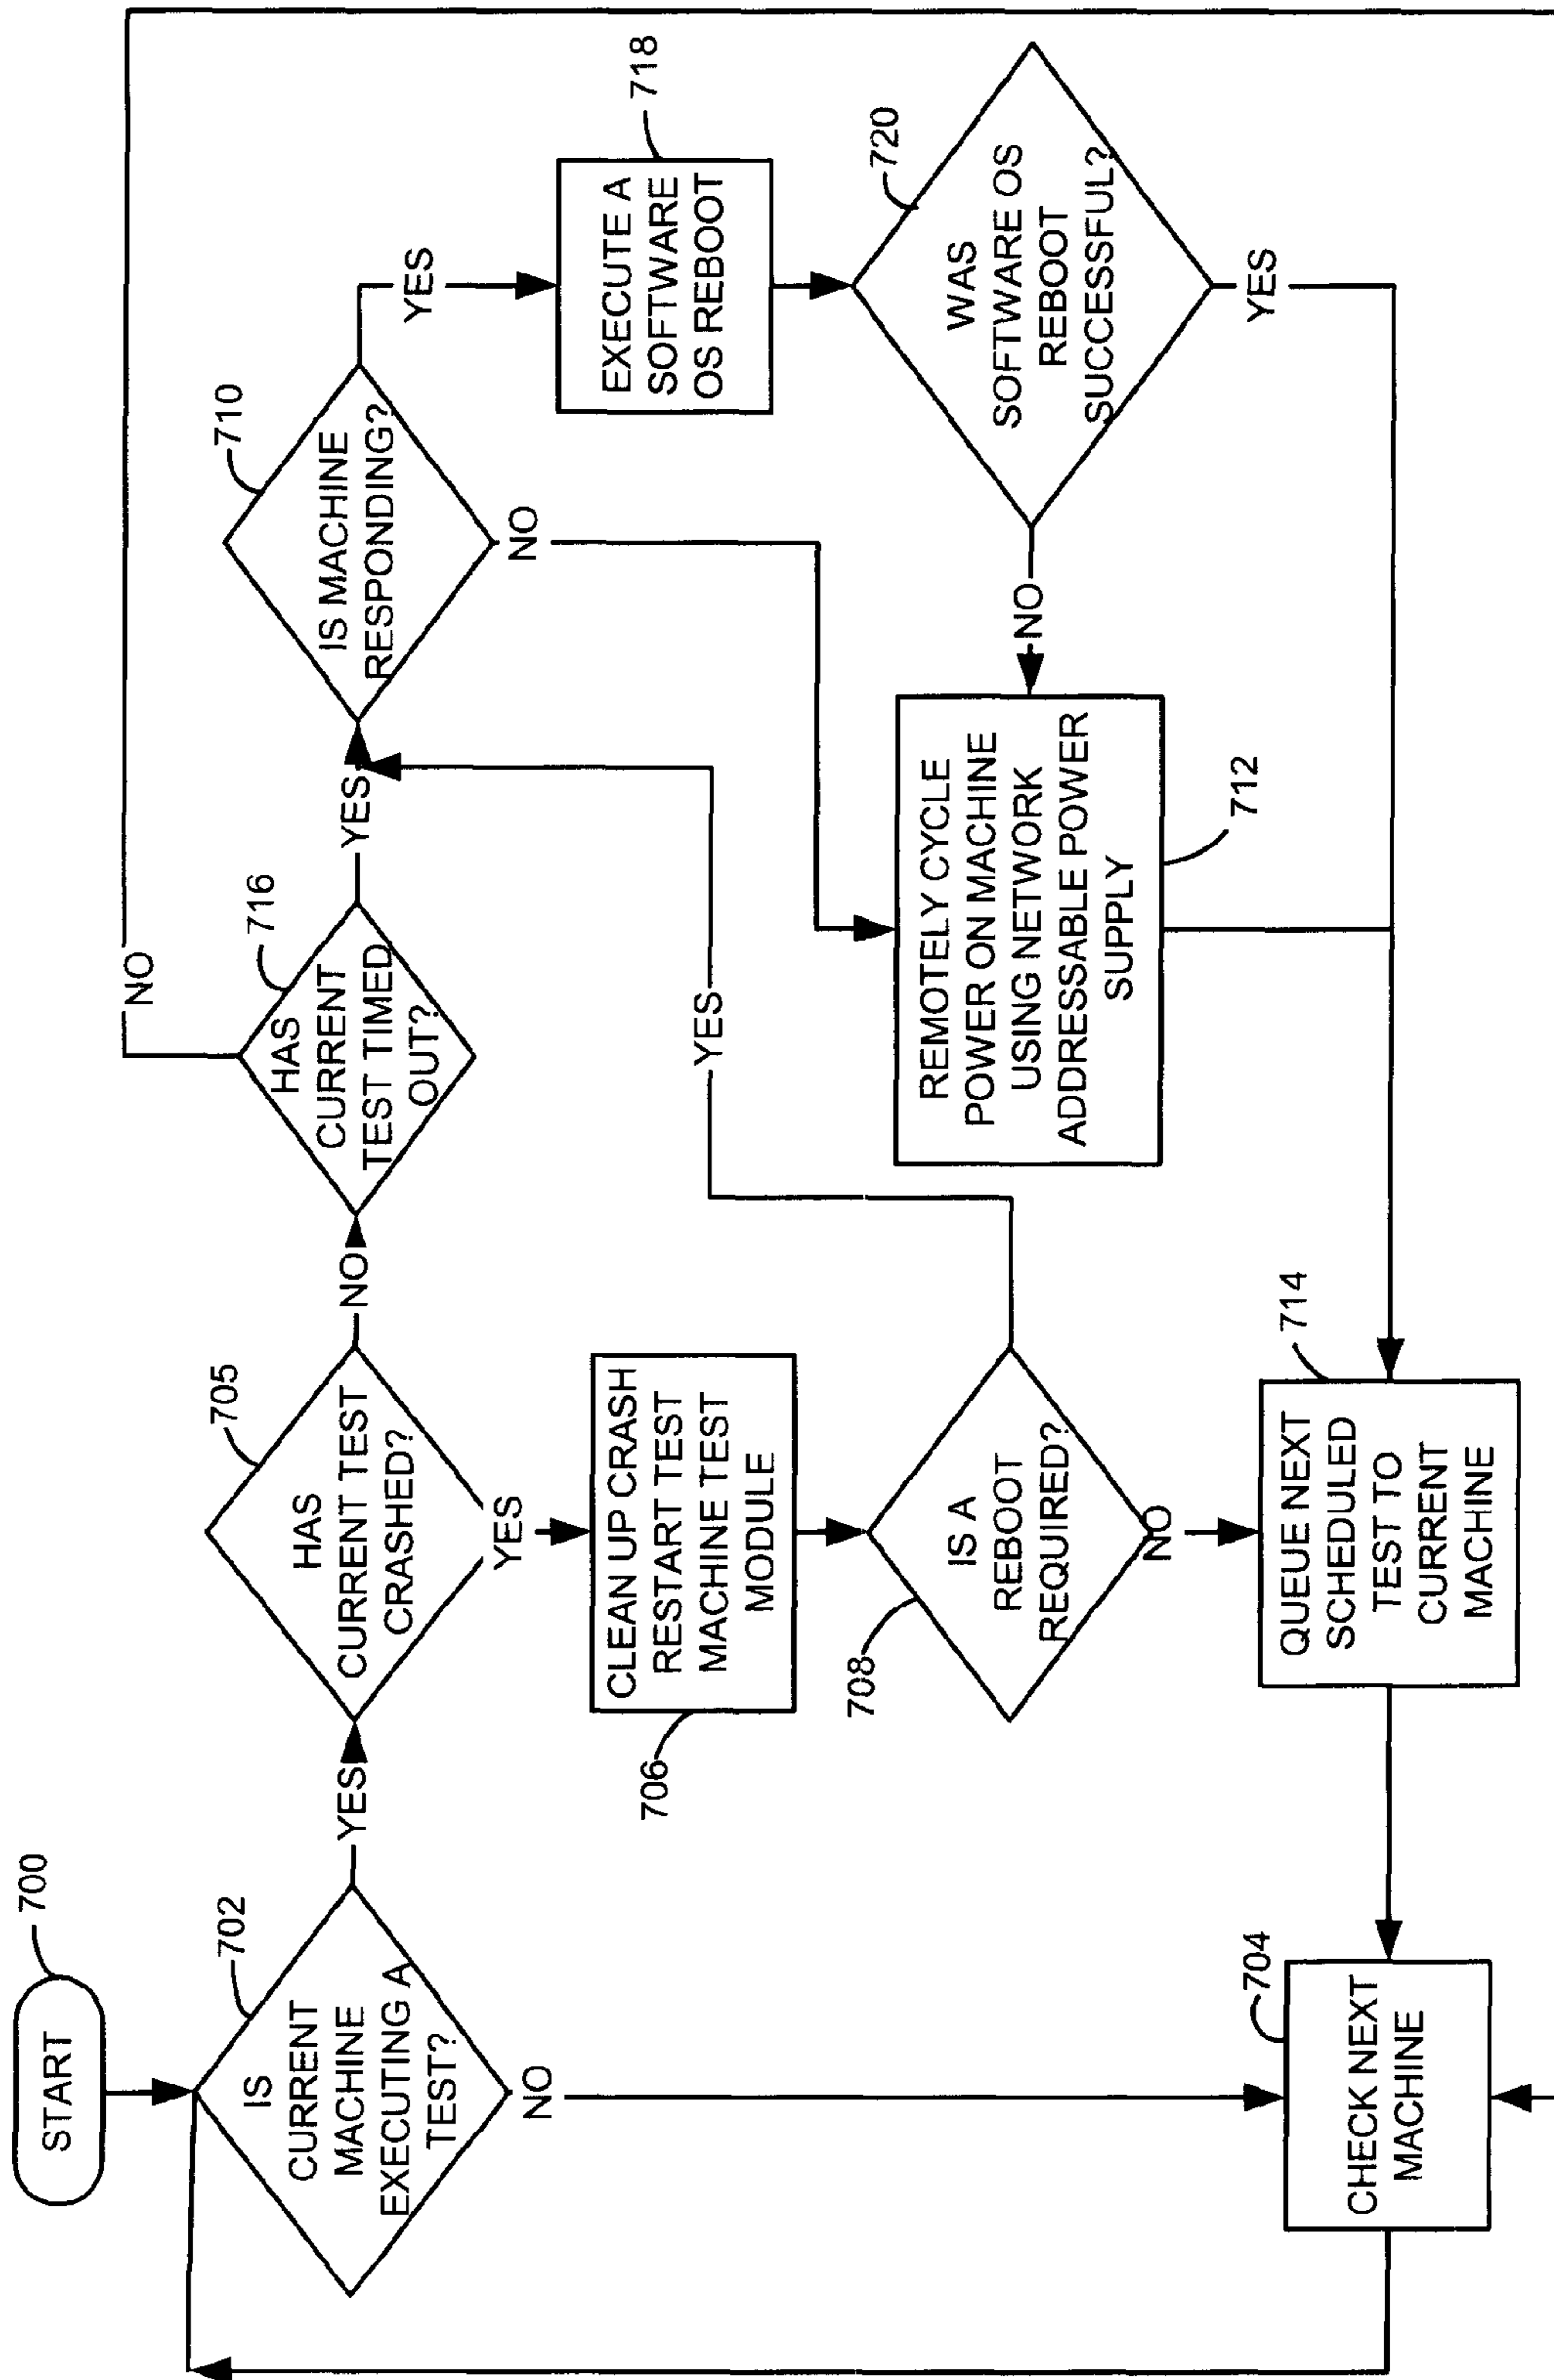 START
700
IS
CURRENT
MACHINE
EXECUTING A
TEST?
702
YES
NO
HAS
CURRENT TEST
CRASHED?
705
NO
YES
HAS
CURRENT
TEST TIMED
OUT?
716
NO
YES
IS MACHINE
RESPONDING?
710
YES
NO
CLEAN UP CRASH
RESTART TEST
MACHINE TEST
MODULE
706
IS A
REBOOT
REQUIRED?
708
YES
NO
EXECUTE A
SOFTWARE
OS REBOOT
718
WAS
SOFTWARE OS
REBOOT
SUCCESSFUL?
720
NO
YES
REMOTELY CYCLE
POWER ON MACHINE
USING NETWORK
ADDRESSABLE POWER
SUPPLY
712
QUEUE NEXT
SCHEDULED
TEST TO
CURRENT
MACHINE
714
CHECK NEXT
MACHINE
704